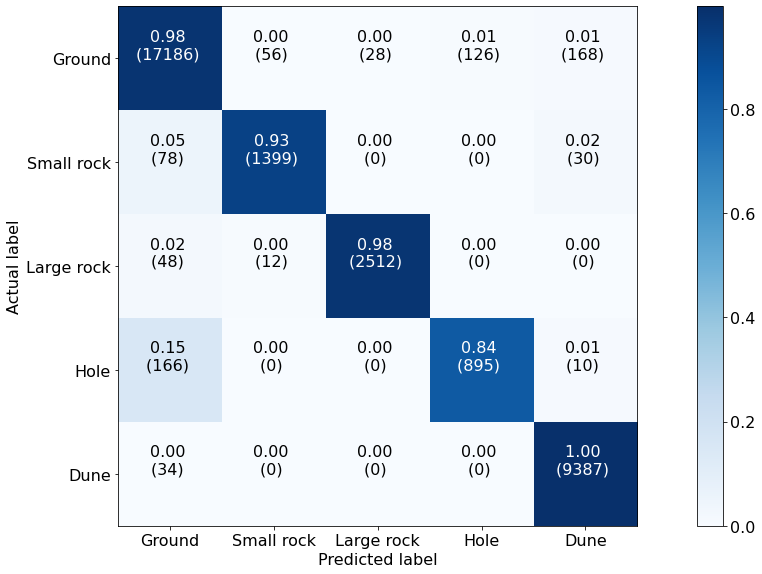 0.98 0.00 0.00 0.01 0.01
Ground (17186) (56) (28) (126) (168)
0.8
0.05 0.93 0.00 0.00 0.02
Small rock (78) (1399) (0) (0) (30)
0.6
0.02 0.00 0.98 0.00 0.00
Large rock (48) (12) (2512) (0) (0)
Actual label
0.4
0.15 0.00 0.00 0.84 0.01
Hole (166) (0) (0) (895) (10)
0.2
0.00 0.00 0.00 0.00 1.00
Dune (34) (0) (0) (0) (9387)
0.0
Ground Small rock Large rock Hole Dune
Predicted label